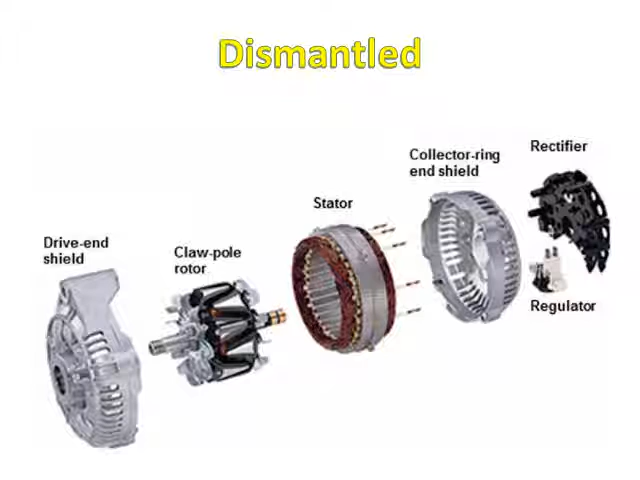 Dismantled
Drive-end
shield
Claw-pole
rotor
Stator
Collector-ring
end shield
Rectifier
Regulator